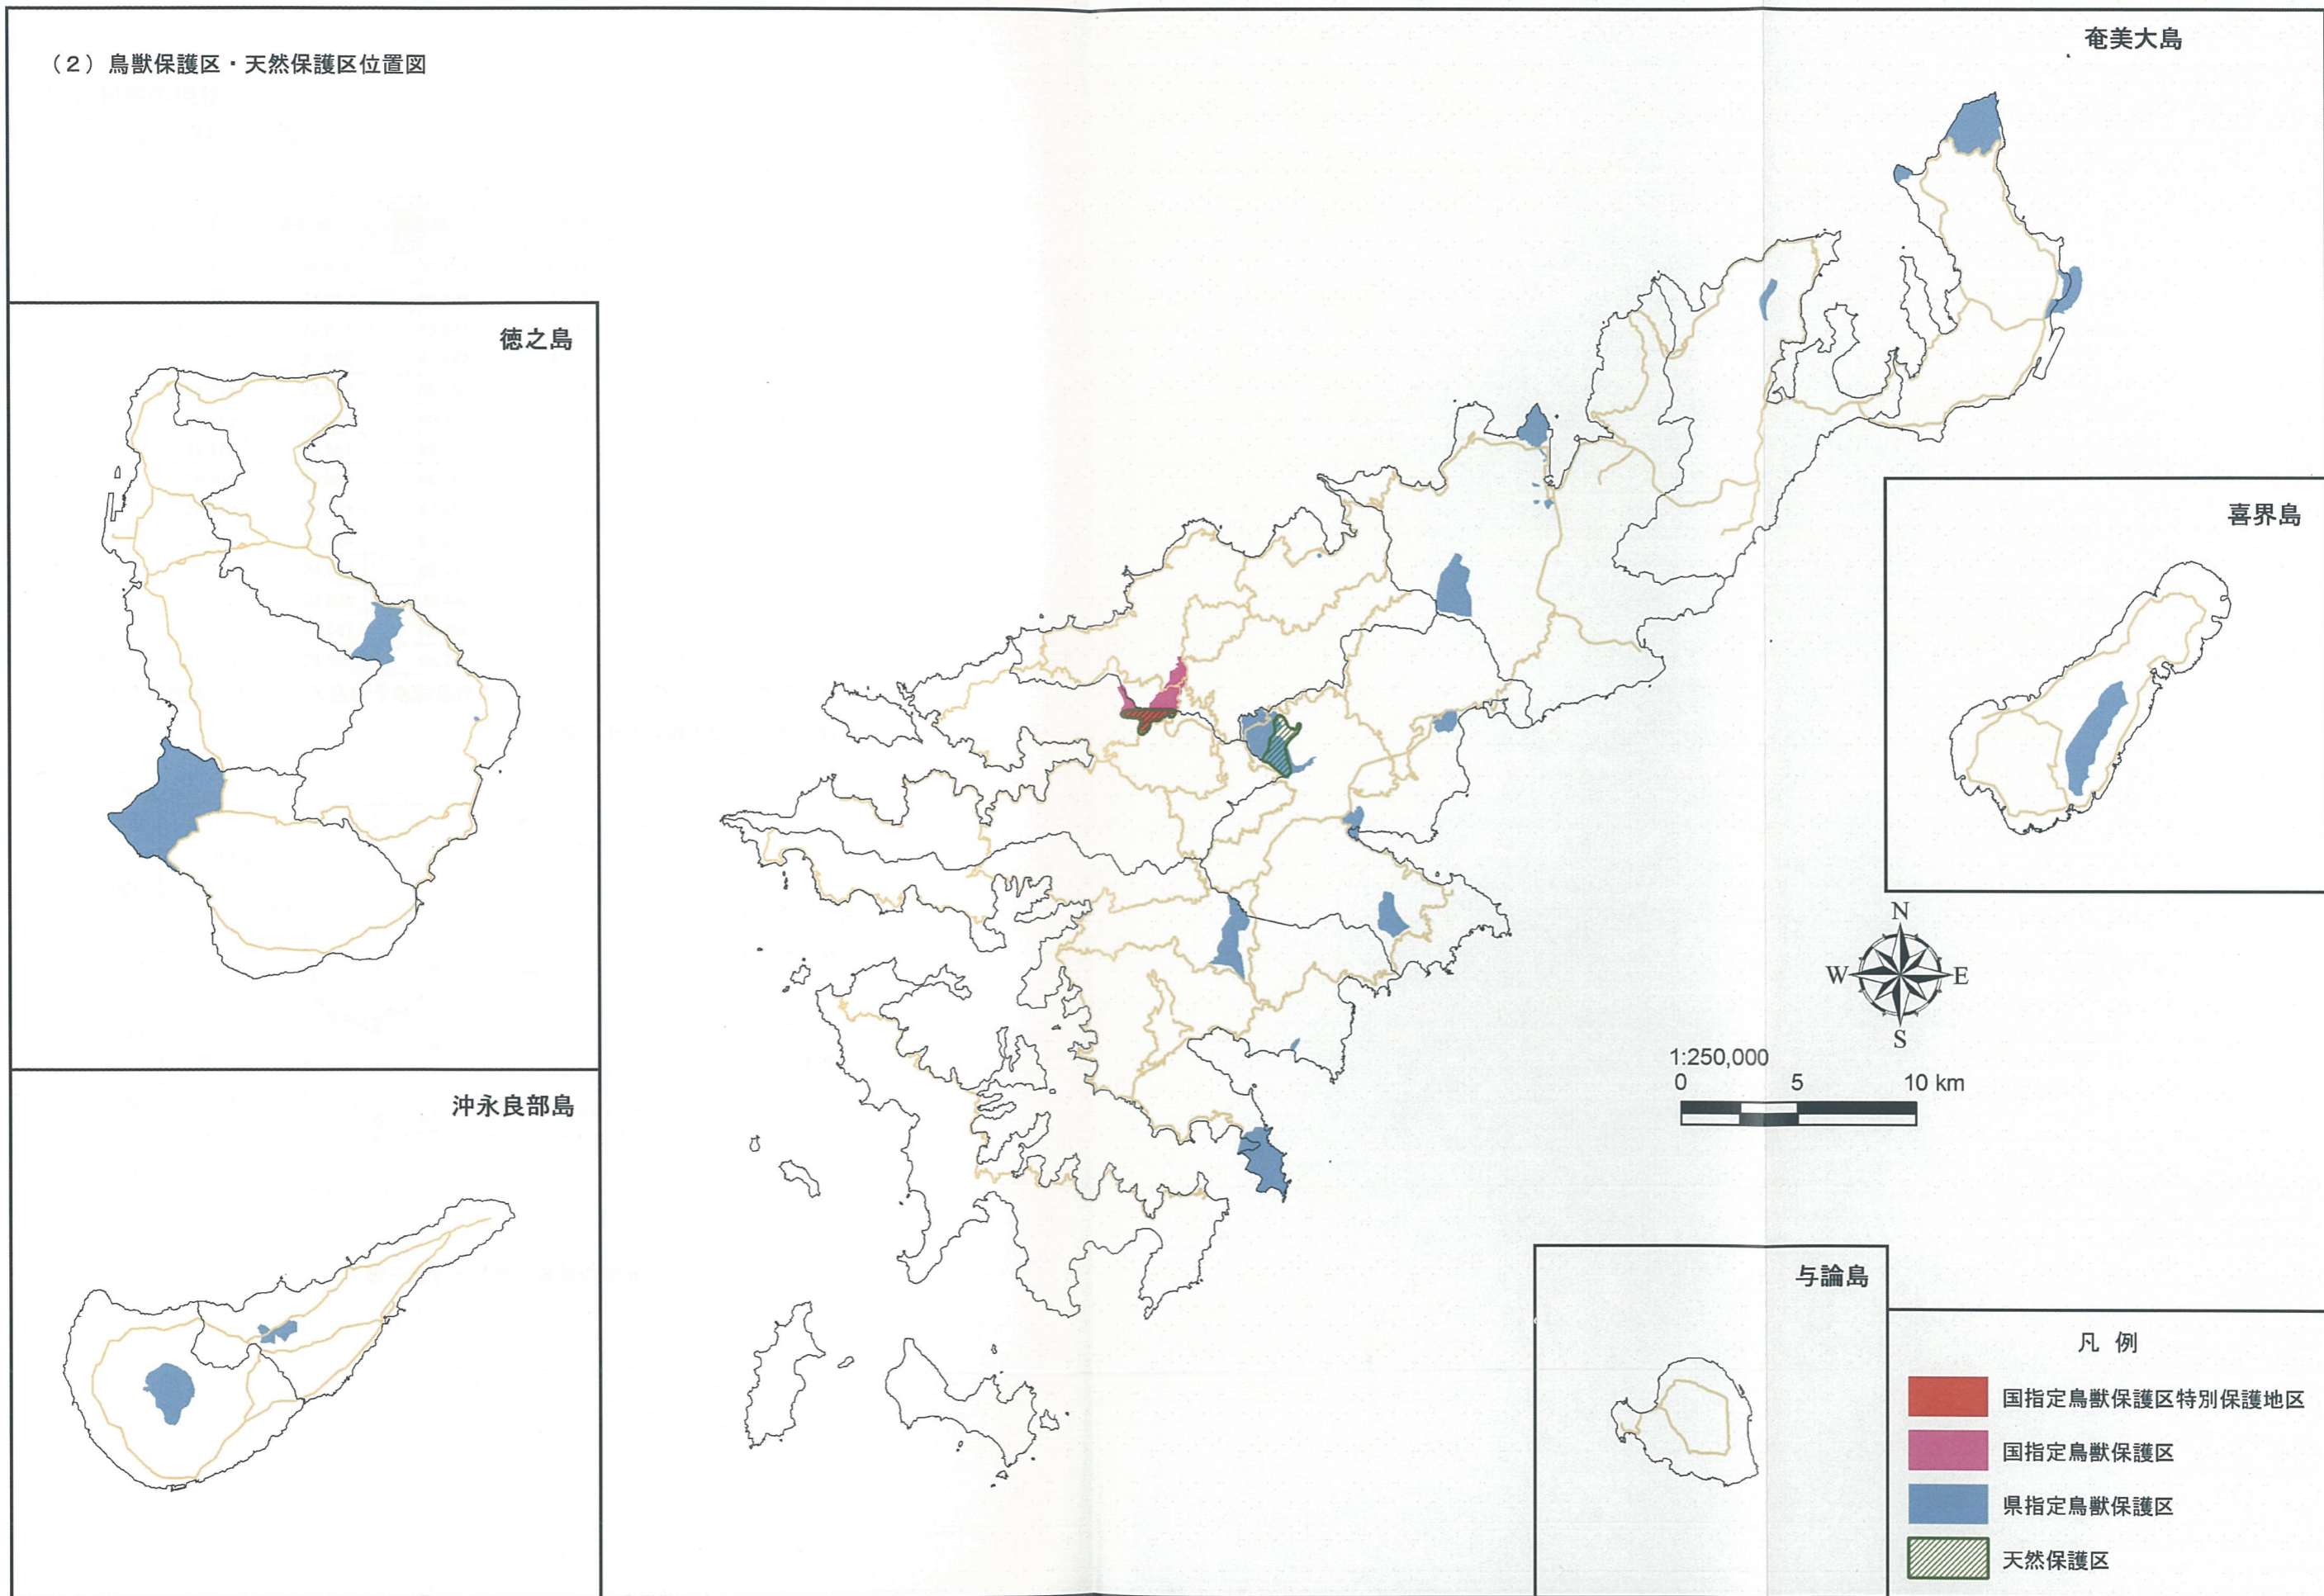 (2) 鳥獣保護区・天然保護区位置図
奄美大島
徳之島
喜界島
N
W
E
S
1:250,000
0 5 10 km
沖永良部島
与論島
凡 例
国指定鳥獣保護区特別保護地区
国指定鳥獣保護区
県指定鳥獣保護区
天然保護区